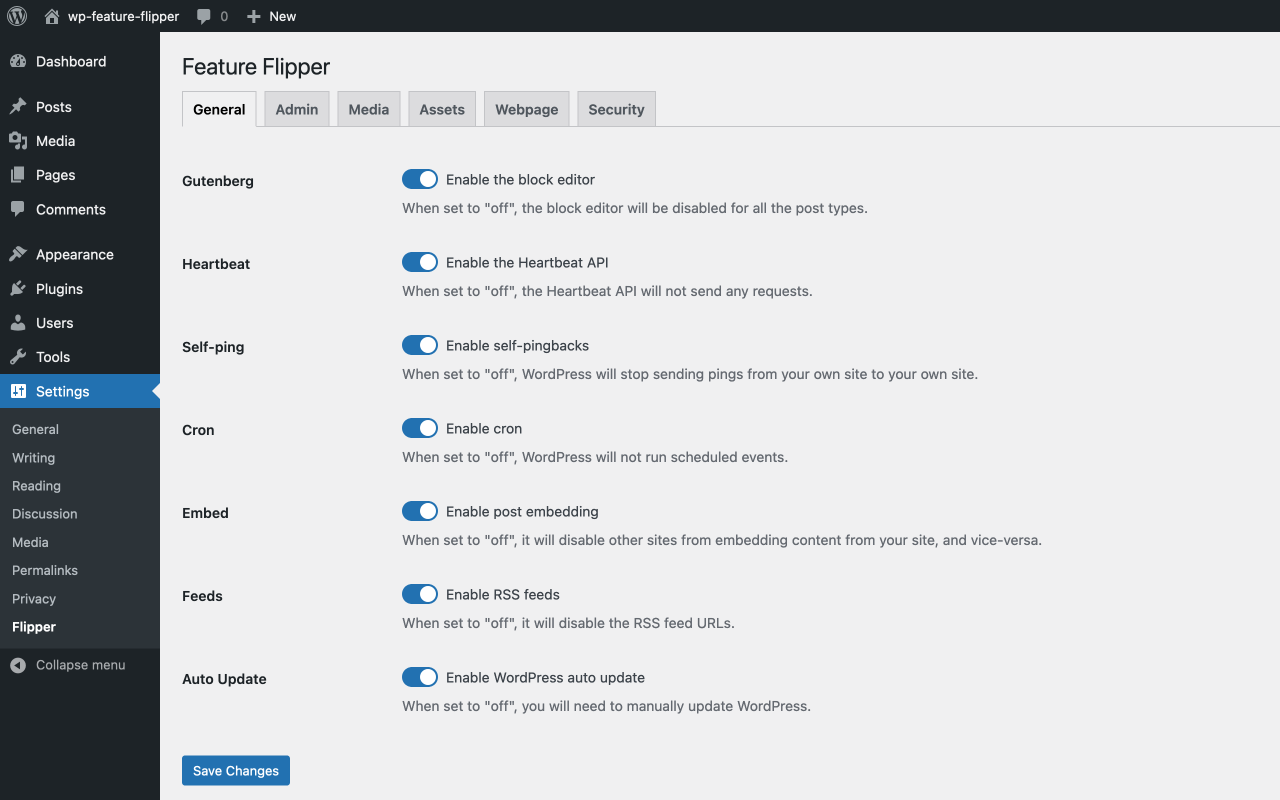 wp-feature-flipper 0 New
Dashboard
Posts
Media
Pages
Comments
Appearance
Plugins
Users
Tools
Settings
General
Writing
Reading
Discussion
Media
Permalinks
Privacy
Flipper
Collapse menu
Feature Flipper
General Admin Media Assets Webpage Security
Gutenberg Enable the block editor
When set to "off", the block editor will be disabled for all the post types.
Heartbeat Enable the Heartbeat API
When set to "off", the Heartbeat API will not send any requests.
Self-ping Enable self-pingbacks
When set to "off", WordPress will stop sending pings from your own site to your own site.
Cron Enable cron
When set to "off", WordPress will not run scheduled events.
Embed Enable post embedding
When set to "off", it will disable other sites from embedding content from your site, and vice-versa.
Feeds Enable RSS feeds
When set to "off", it will disable the RSS feed URLs.
Auto Update Enable WordPress auto update
When set to "off", you will need to manually update WordPress.
Save Changes